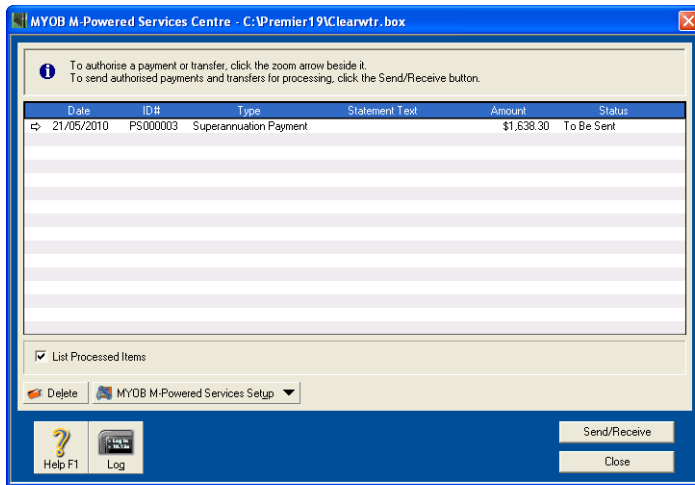 MYOB M-Powered Services Centre - C:\Premier19\Clearwtr.box
To authorise a payment or transfer, click the zoom arrow beside it.
To send authorised payments and transfers for processing, click the Send/Receive button.
Date ID# Type Statement Text Amount Status
21/05/2010 PS000003 Superannuation Payment $1,638.30 To Be Sent
List Processed Items
Delete MYOB M-Powered Services Setup
Send/Receive
Help F1 Log
Close